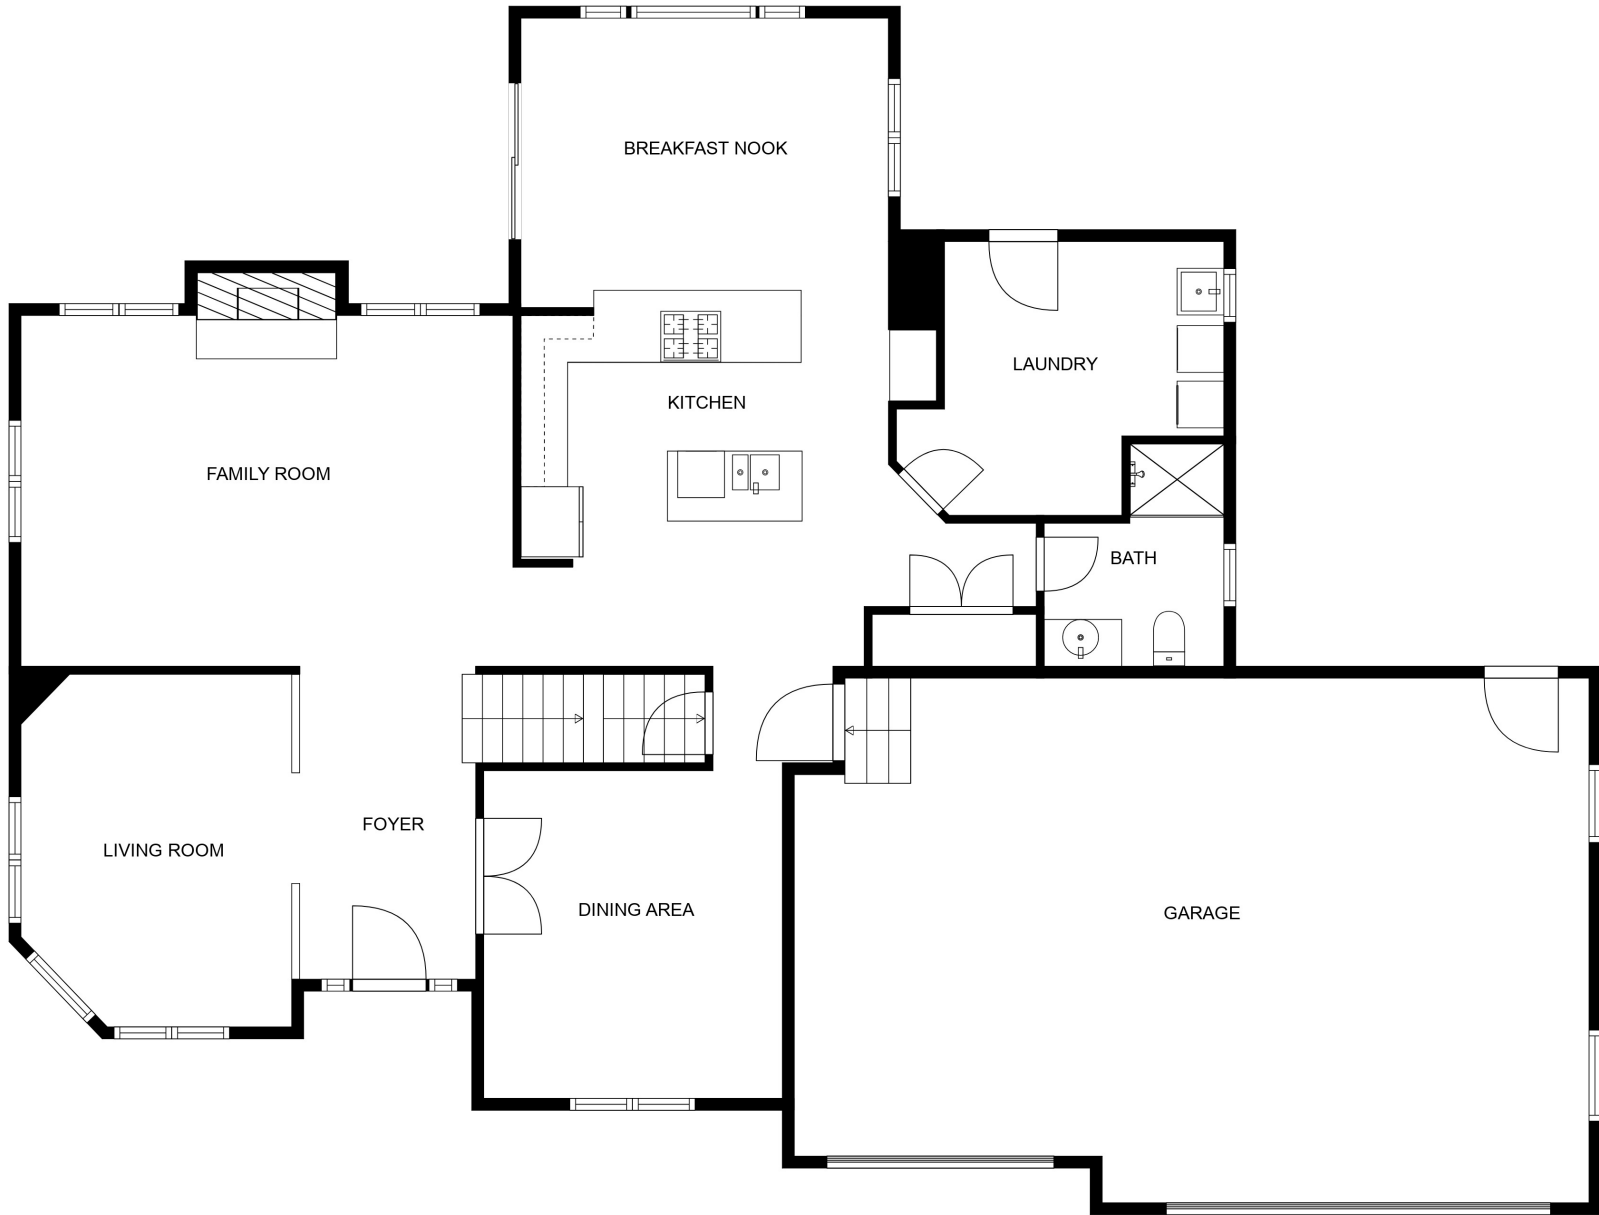 BREAKFAST NOOK
LAUNDRY
KITCHEN
FAMILY ROOM
BATH
FOYER
LIVING ROOM
DINING AREA
GARAGE